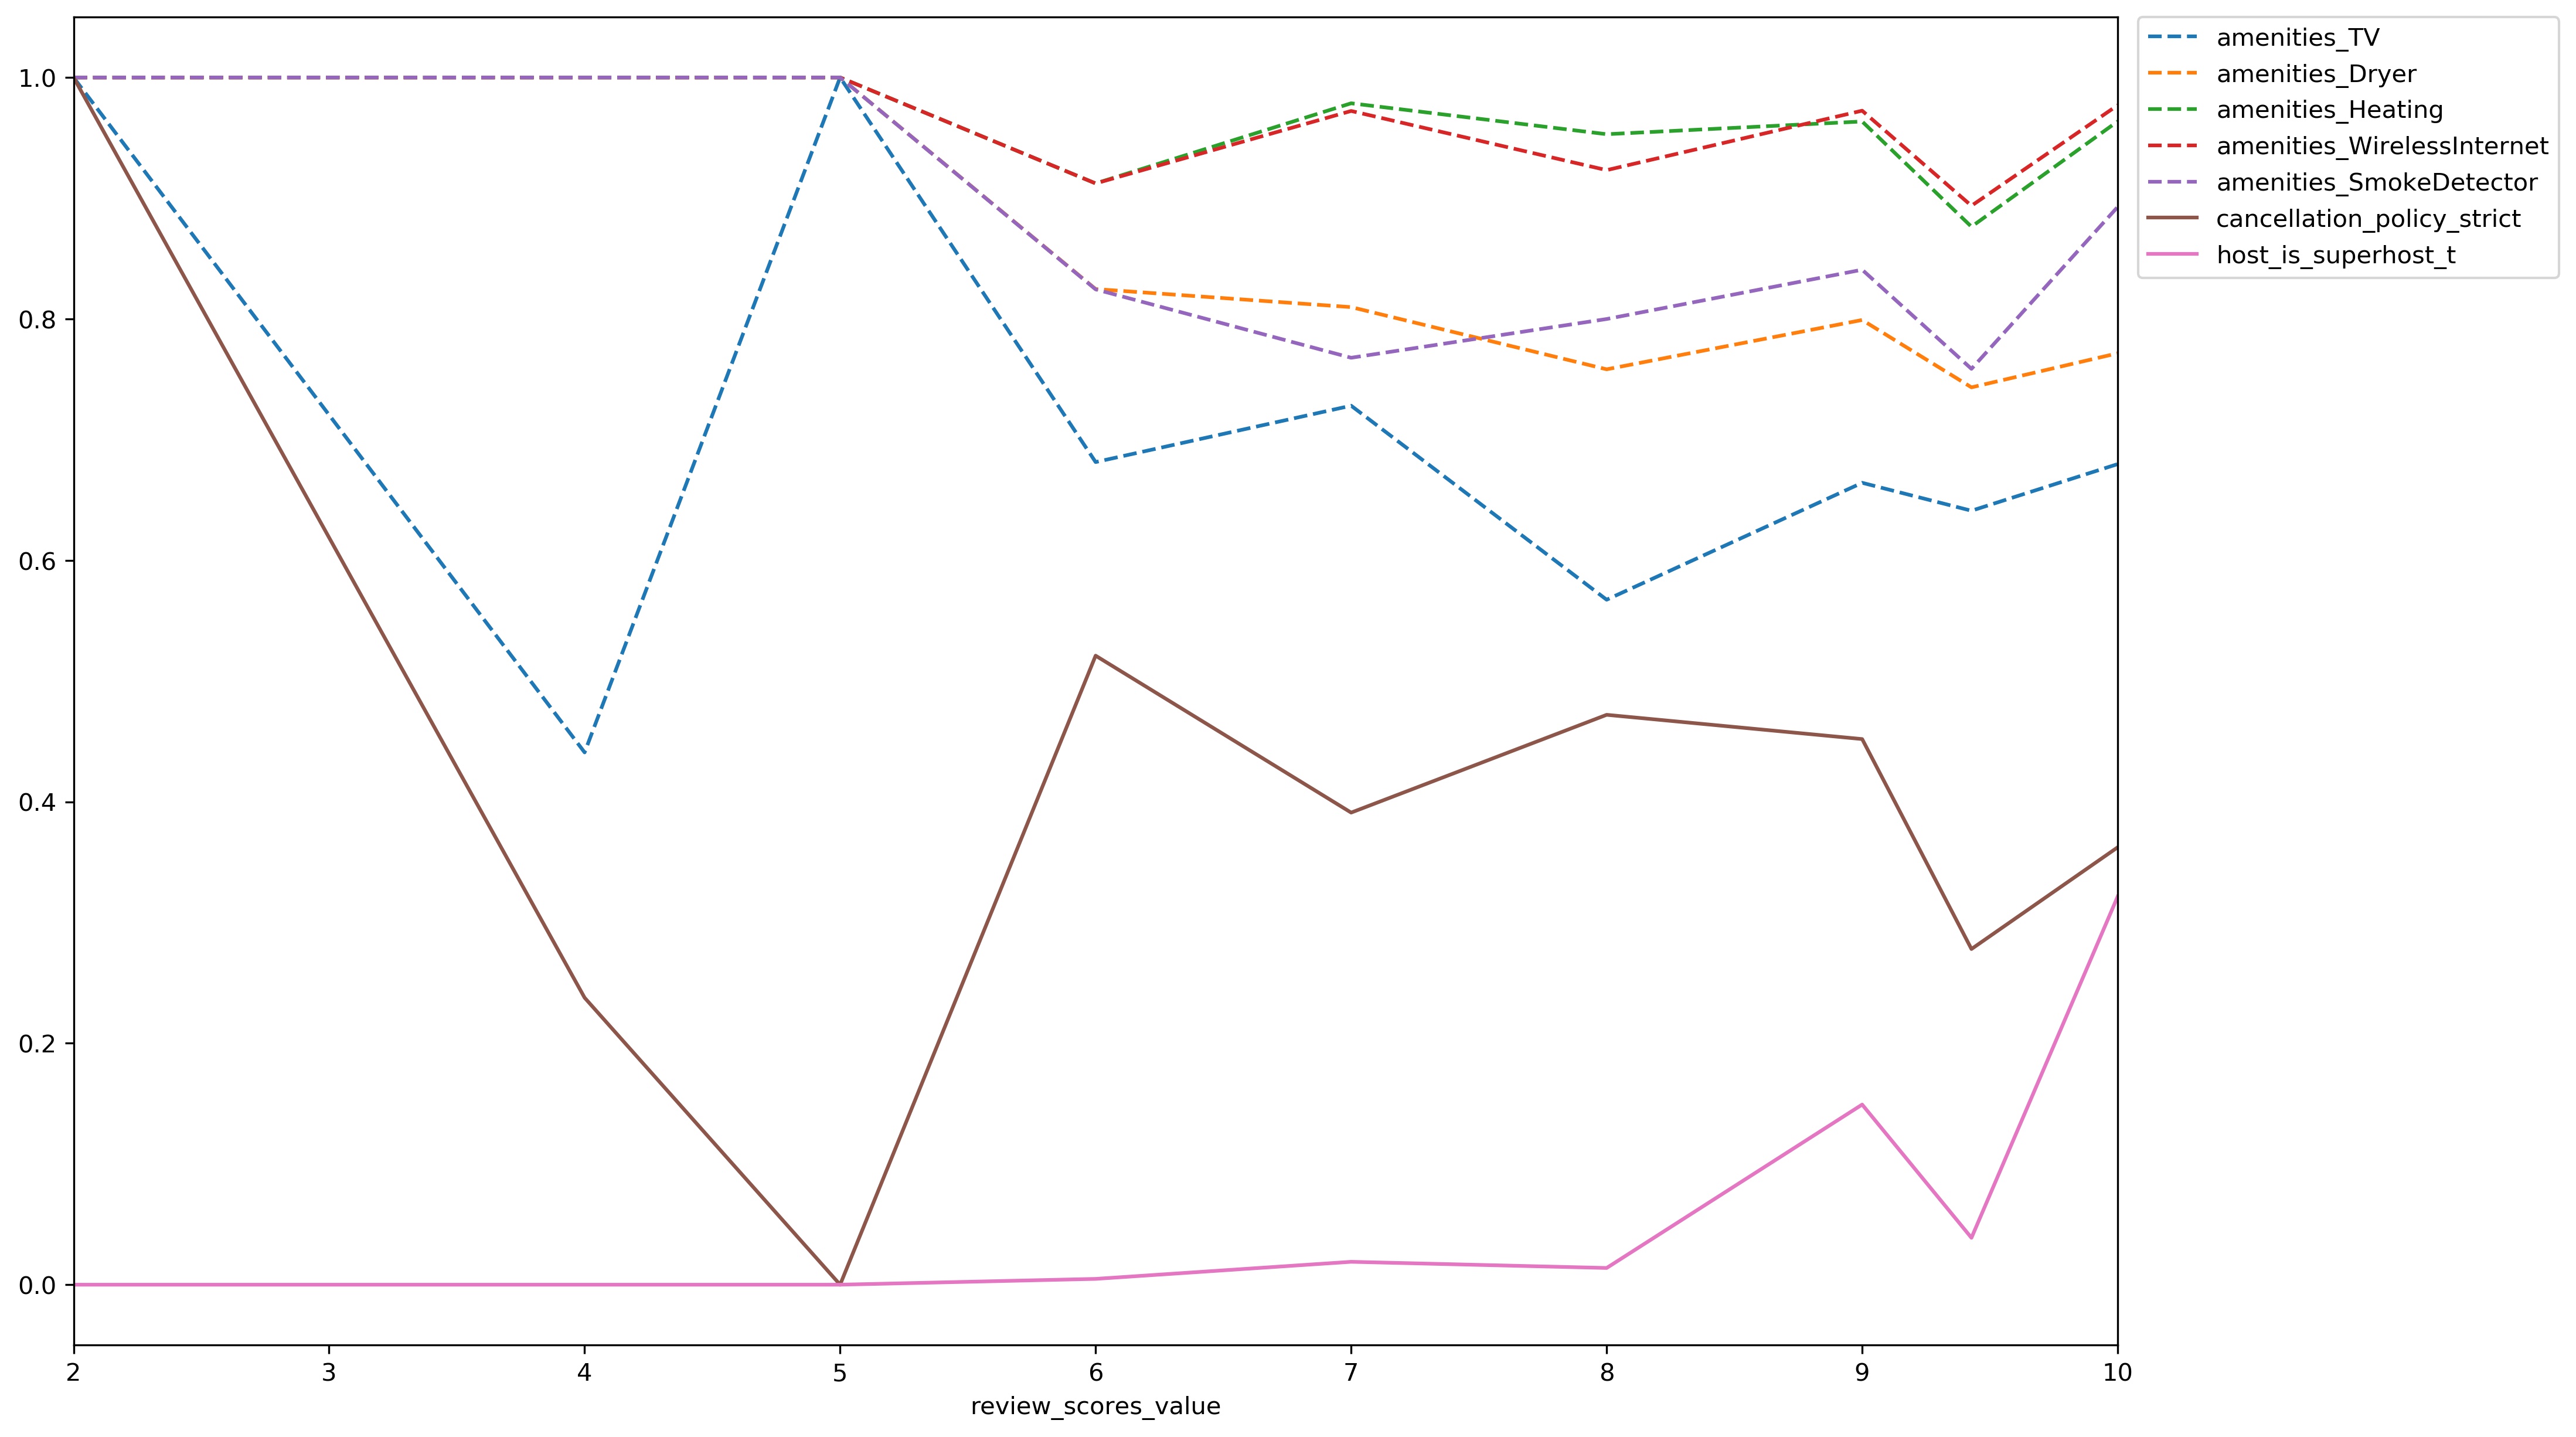 amenities_TV
amenities_Dryer
amenities_Heating
amenities_WirelessInternet
amenities_SmokeDetector
cancellation_policy_strict
host_is_superhost_t
1.0
0.8
0.6
0.4
0.2
0.0
2 3 4 5 6 7 8 9 10
review_scores_value